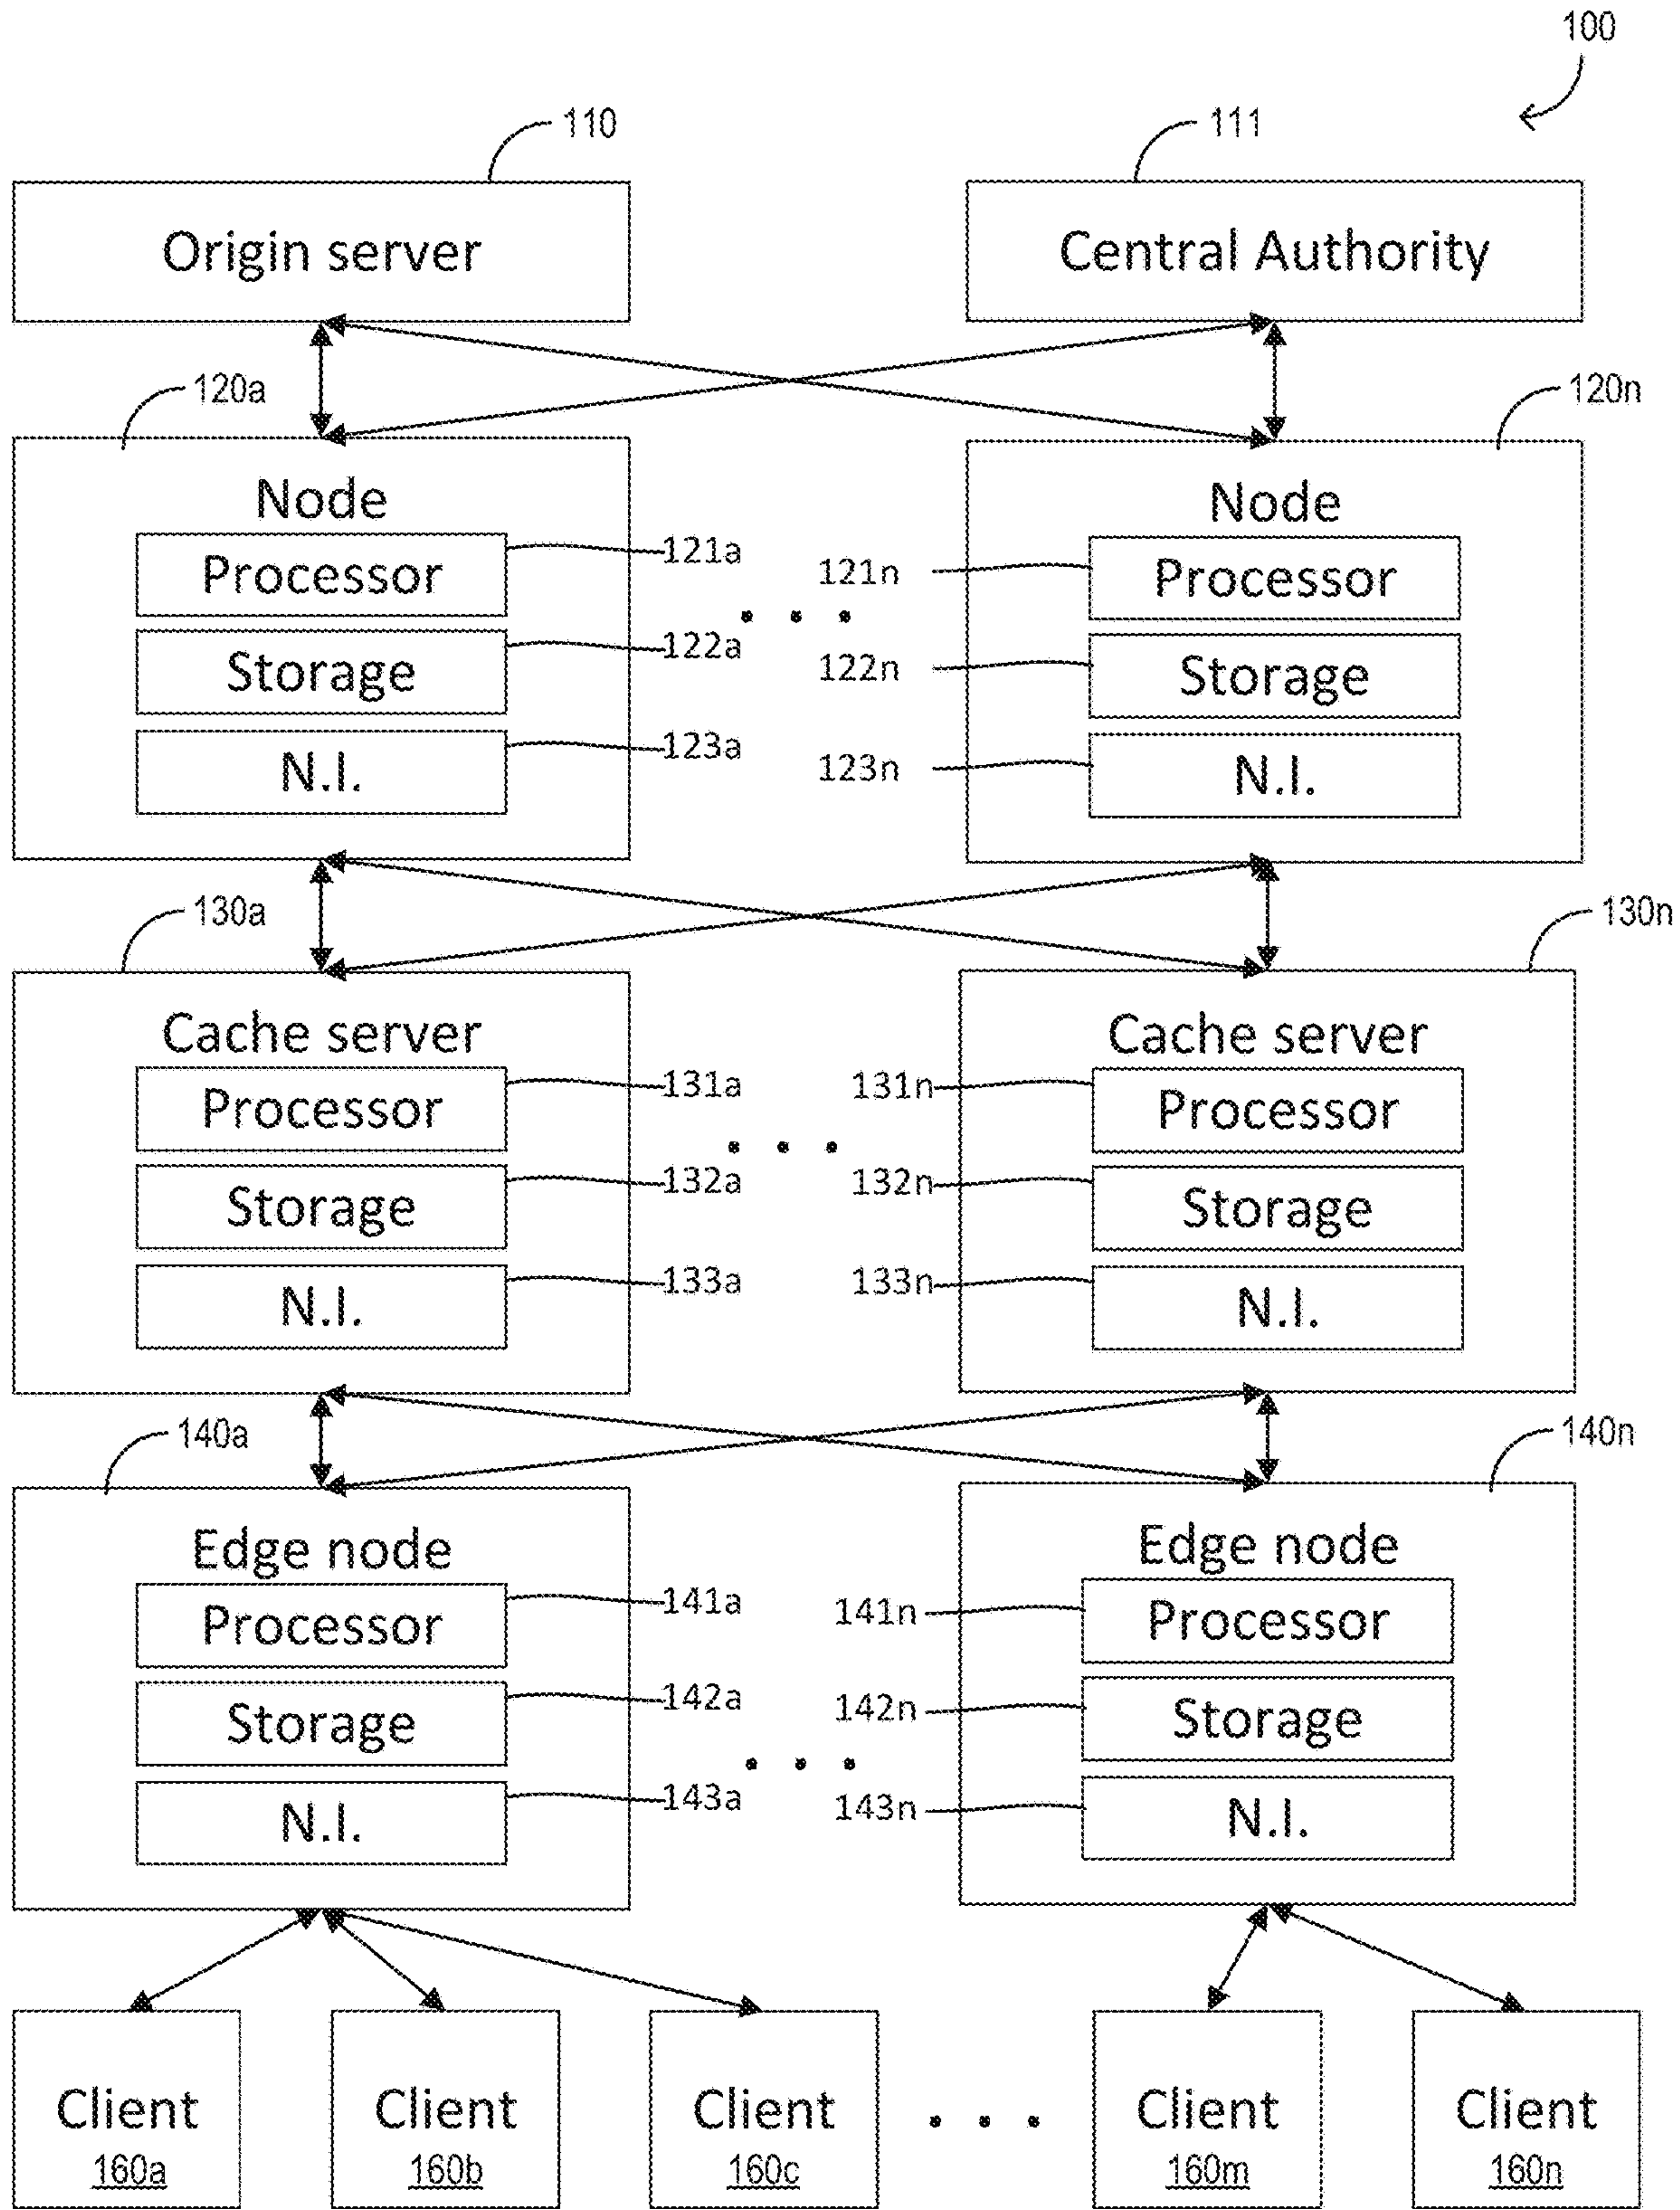 100
110
111
Origin server
Central Authority
120a
120n
Node
Processor
Storage
N.I.
121a
122a
123a
. . .
121n
122n
123n
Node
Processor
Storage
N.I.
130a
130n
Cache server
Processor
Storage
N.I.
131a
132a
133a
. . .
131n
132n
133n
Cache server
Processor
Storage
N.I.
140a
140n
Edge node
Processor
Storage
N.I.
141a
142a
143a
. . .
141n
142n
143n
Edge node
Processor
Storage
N.I.
Client
160a
Client
160b
Client
160c
. . .
Client
160m
Client
160n